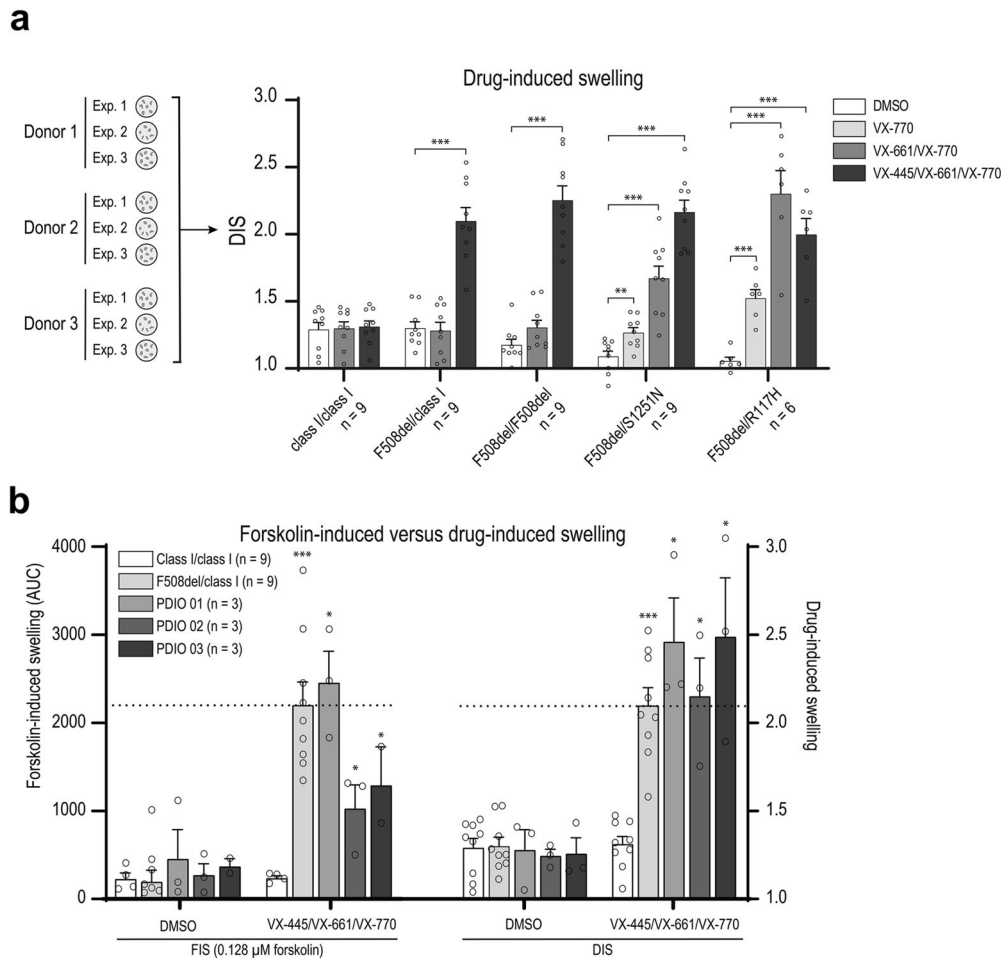 a
Drug-induced swelling
Donor 1
Exp. 1
Exp. 2
Exp. 3
Donor 2
Exp. 1
Exp. 2
Exp. 3
Donor 3
Exp. 1
Exp. 2
Exp. 3
DIS
3.0
2.5
2.0
1.5
1.0
***
***
**
***
***
***
***
***
DMSO
VX-770
VX-661/VX-770
VX-445/VX-661/VX-770
class I/class I
n = 9
F508del/class I
n = 9
F508del/F508del
n = 9
F508del/S1251N
n = 9
F508del/R117H
n = 6
b
Forskolin-induced versus drug-induced swelling
Forskolin-induced swelling (AUC)
4000
3000
2000
1000
0
Class I/class I (n = 9)
F508del/class I (n = 9)
PDIO 01 (n = 3)
PDIO 02 (n = 3)
PDIO 03 (n = 3)
***
*
*
*
***
*
*
*
3.0
2.5
2.0
1.5
1.0
Drug-induced swelling
DMSO
VX-445/VX-661/VX-770
DMSO
VX-445/VX-661/VX-770
FIS (0.128 µM forskolin)
DIS